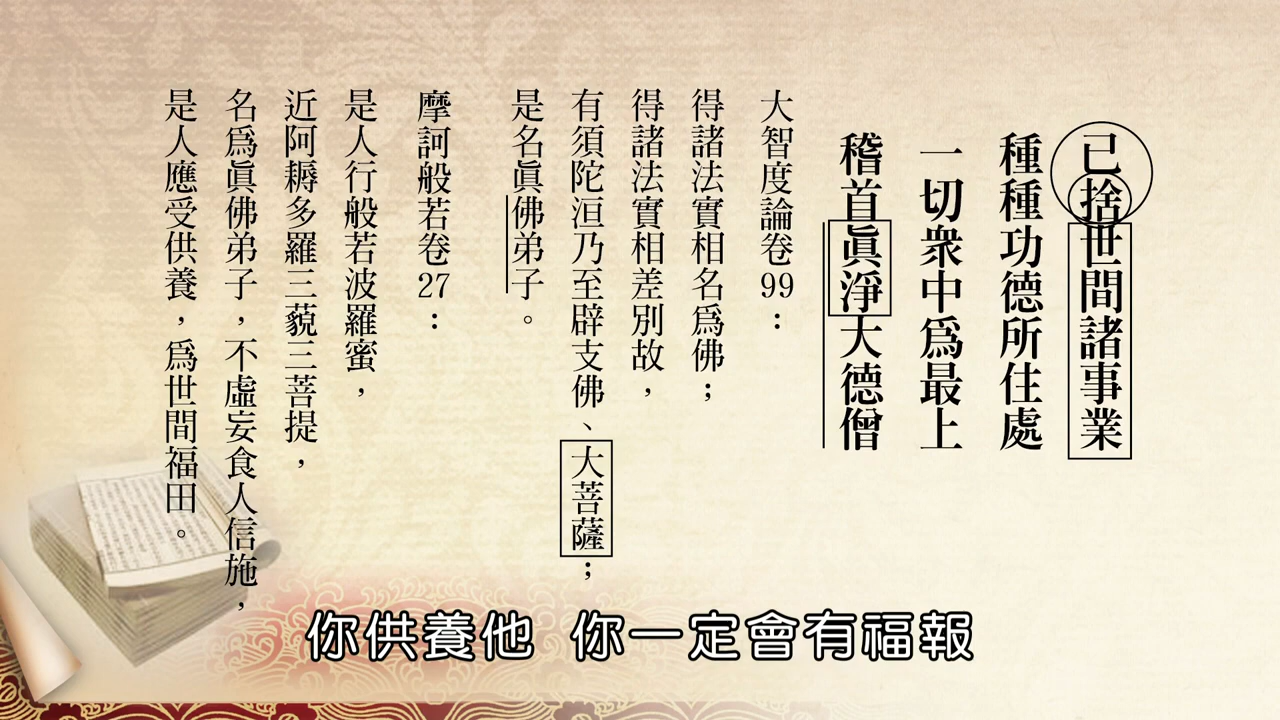 已捨世間諸事業
種種功德所住處
一切衆中爲最上
稽首眞淨大德僧
大智度論卷99：
得諸法實相名爲佛；
得諸法實相差別故，
有須陀洹乃至辟支佛、大菩薩；
是名眞佛弟子。
摩訶般若卷27：
是人行般若波羅蜜，
近阿耨多羅三藐三菩提，
名爲眞佛弟子，不虛妄食人信施，
是人應受供養，爲世間福田。
你供養他 你一定會有福報